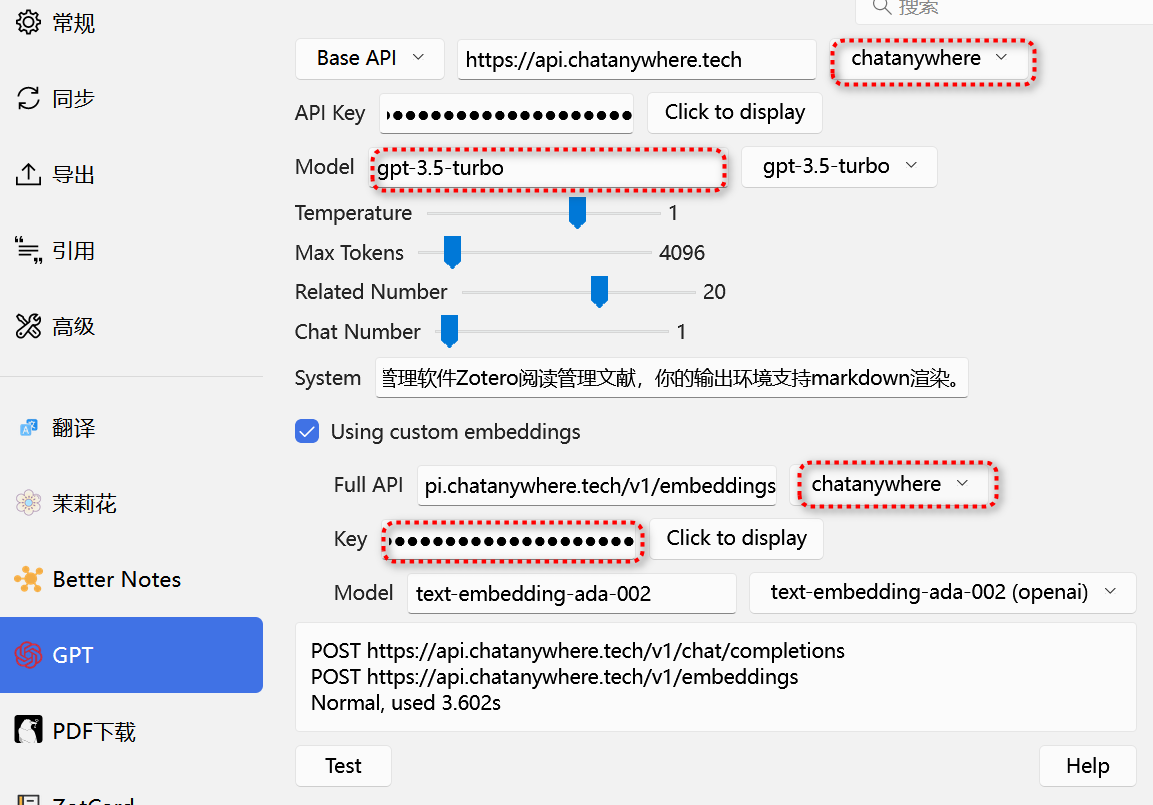 常规
同步
导出
引用
高级
翻译
茉莉花
Better Notes
GPT
PDF下载
搜索
Base API https://api.chatanywhere.tech chatanywhere
API Key Click to display
Model gpt-3.5-turbo gpt-3.5-turbo
Temperature 1
Max Tokens 4096
Related Number 20
Chat Number 1
System 管理软件Zotero阅读管理文献，你的输出环境支持markdown渲染。
Using custom embeddings
Full API pi.chatanywhere.tech/v1/embeddings chatanywhere
Key Click to display
Model text-embedding-ada-002 text-embedding-ada-002 (openai)
POST https://api.chatanywhere.tech/v1/chat/completions
POST https://api.chatanywhere.tech/v1/embeddings
Normal, used 3.602s
Test Help